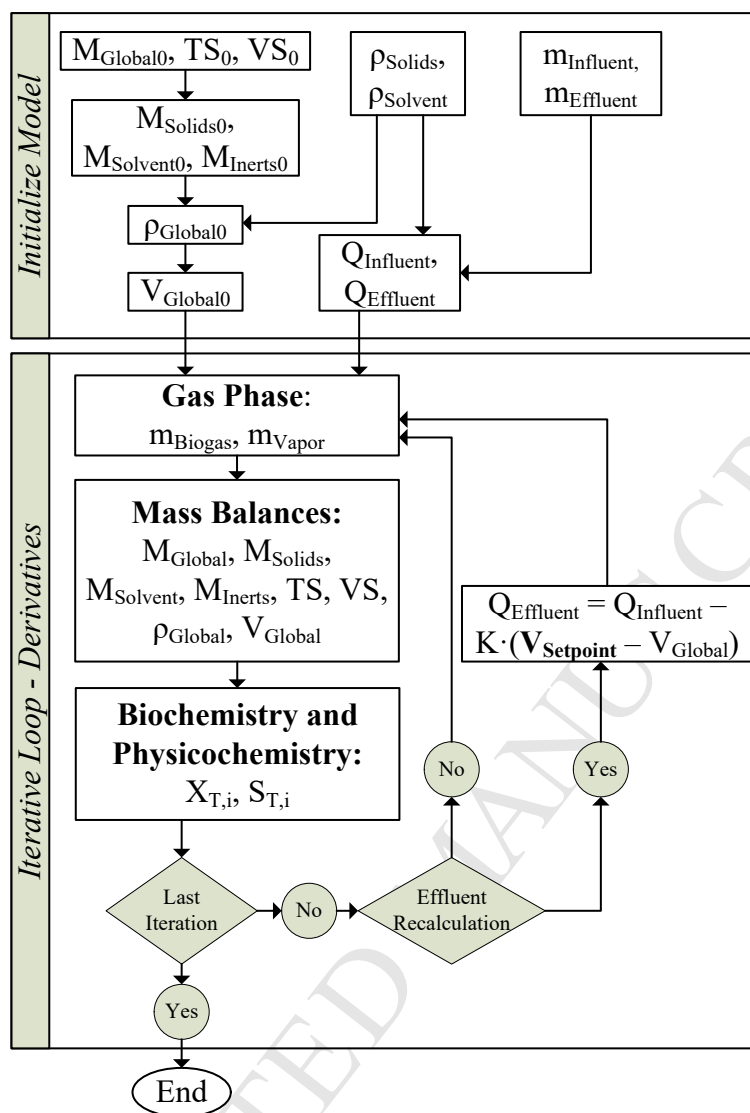 Initialize Model
M_Global0, TS_0, VS_0
ρ_Solids,
ρ_Solvent
m_Influent,
m_Effluent
M_Solids0,
M_Solvent0, M_Inerts0
ρ_Global0
V_Global0
Q_Influent,
Q_Effluent
Iterative Loop - Derivatives
Gas Phase:
m_Biogas, m_Vapor
Mass Balances:
M_Global, M_Solids,
M_Solvent, M_Inerts, TS, VS,
ρ_Global, V_Global
Q_Effluent = Q_Influent –
K·(V_Setpoint – V_Global)
Biochemistry and
Physicochemistry:
X_T,i, S_T,i
No
Yes
Last
Iteration
No
Effluent
Recalculation
Yes
End